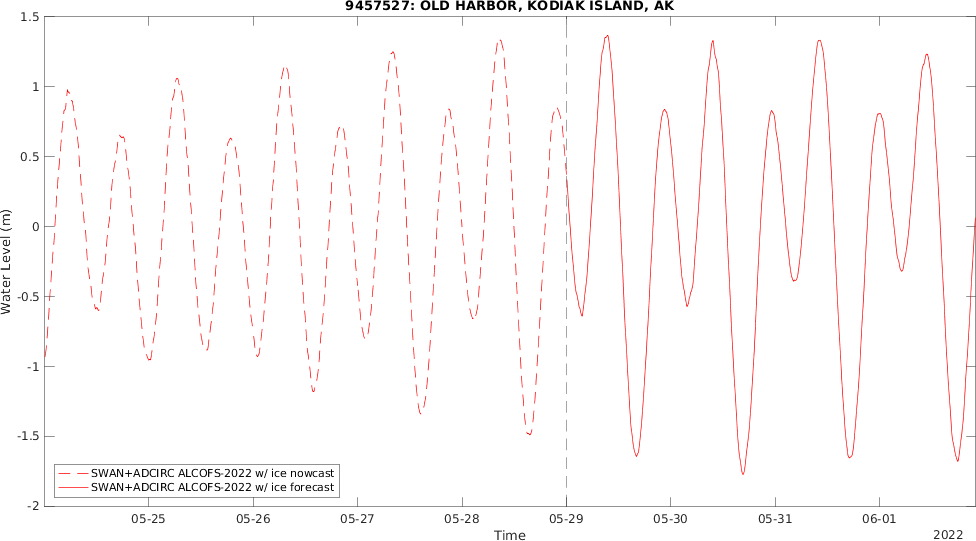 9457527: OLD HARBOR, KODIAK ISLAND, AK
1.5
1
0.5
0
-0.5
-1
-1.5
-2
Water Level (m)
SWAN+ADCIRC ALCOFS-2022 w/ ice nowcast
SWAN+ADCIRC ALCOFS-2022 w/ ice forecast
05-25 05-26 05-27 05-28 05-29 05-30 05-31 06-01
Time
2022